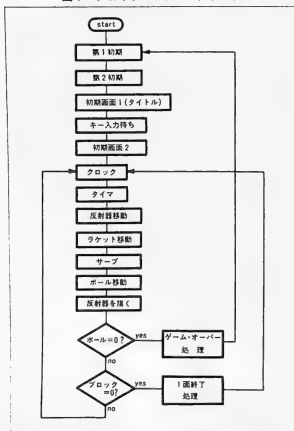 start
第1初期
第2初期
初期画面1(タイトル)
キー入力待ち
初期画面2
クロック
タイマ
反射器移動
ラケット移動
サーブ
ボール移動
反射器を描く
ボール=0?
yes
ゲーム・オーバー
処理
no
ブロック
=0?
yes
1面終了
処理
no